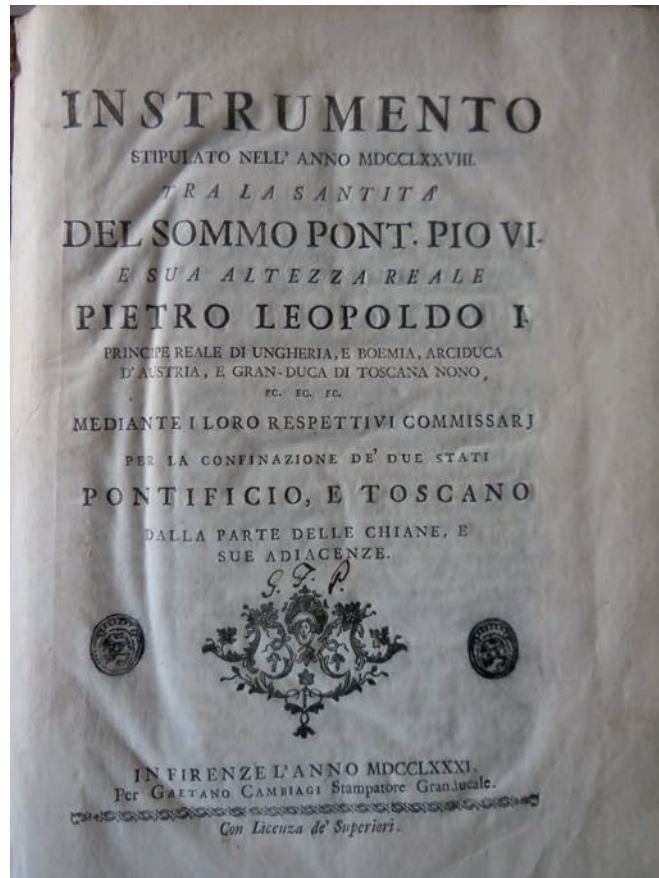 INSTRUMENTO
STIPULATO NELL' ANNO MDCCLXXVIII.
TRA LA SANTITA'
DEL SOMMO PONT. PIO VI.
E SUA ALTEZZA REALE
PIETRO LEOPOLDO I.
PRINCIPE REALE DI UNGHERIA, E BOEMIA, ARCIDUCA
D'AUSTRIA, E GRAN-DUCA DI TOSCANA NONO,
EC. EC. EC.
MEDIANTE I LORO RESPETTIVI COMMISSARJ
PER LA CONFINAZIONE DE' DUE STATI
PONTIFICIO, E TOSCANO
DALLA PARTE DELLE CHIANE, E
SUE ADIACENZE.
G. F. P.
IN FIRENZE L'ANNO MDCCLXXXI.
Per GAETANO CAMBIAGI Stampatore Granducale.
Con Licenza de' Superiori.